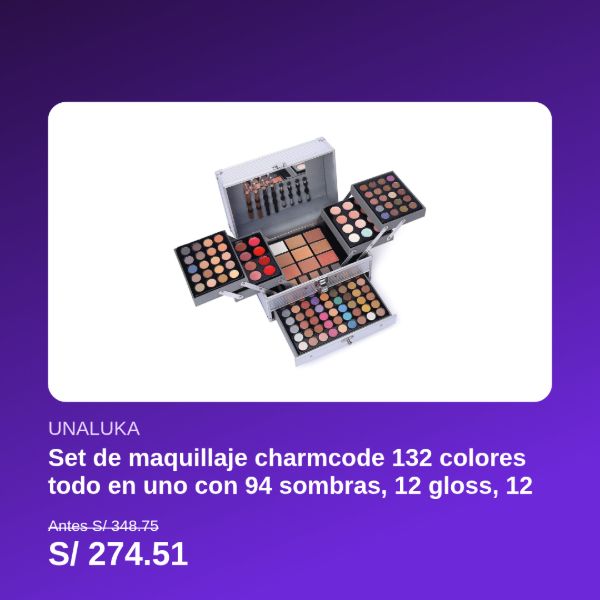 UNALUKA
Set de maquillaje charmcode 132 colores
todo en uno con 94 sombras, 12 gloss, 12
Antes S/ 348.75
S/ 274.51